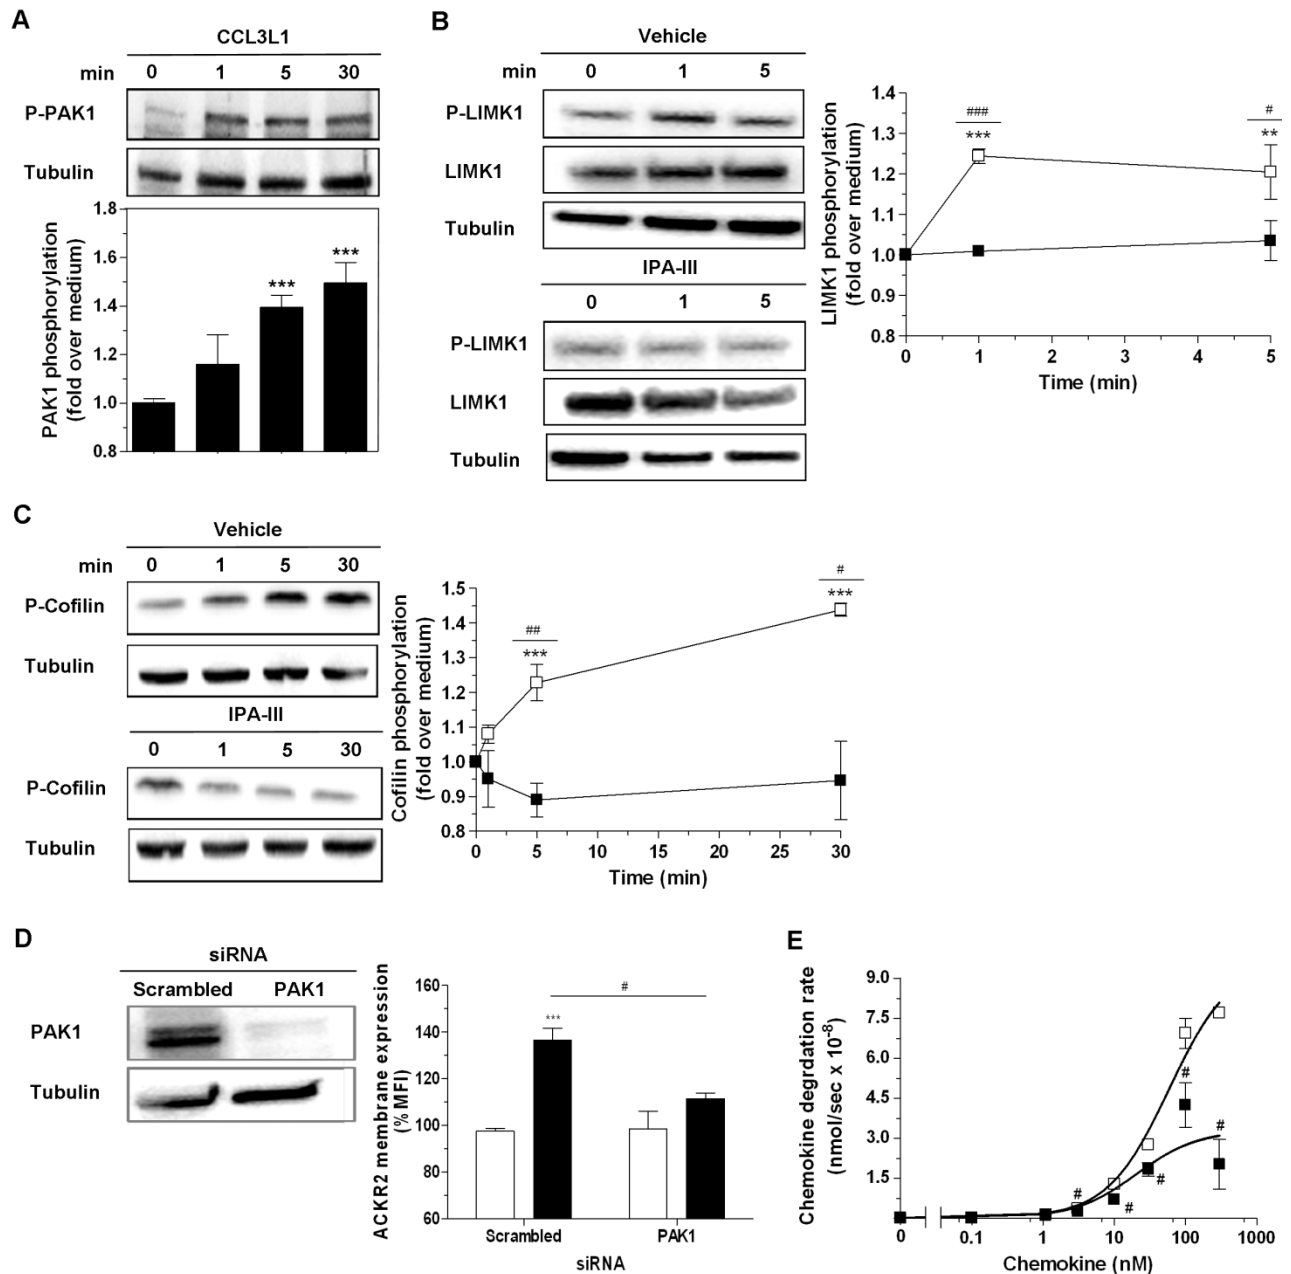 A
CCL3L1
min 0 1 5 30
P-PAK1
Tubulin
PAK1 phosphorylation
(fold over medium)
1.8
1.6
1.4
1.2
1.0
0.8
***
***
B
Vehicle
min 0 1 5
P-LIMK1
LIMK1
Tubulin
IPA-III
0 1 5
P-LIMK1
LIMK1
Tubulin
LIMK1 phosphorylation
(fold over medium)
1.4
1.3
1.2
1.1
1.0
0.9
0.8
###
***
#
**
0 1 2 3 4 5
Time (min)
C
Vehicle
min 0 1 5 30
P-Cofilin
Tubulin
IPA-III
0 1 5 30
P-Cofilin
Tubulin
Cofilin phosphorylation
(fold over medium)
1.5
1.4
1.3
1.2
1.1
1.0
0.9
0.8
##
***
#
***
0 5 10 15 20 25 30
Time (min)
D
siRNA
Scrambled PAK1
PAK1
Tubulin
ACKR2 membrane expression
(% MFI)
160
140
120
100
80
60
***
#
Scrambled PAK1
siRNA
E
Chemokine degrdation rate
(nmol/sec x 10-8)
9.0
7.5
6.0
4.5
3.0
1.5
0
#
#
#
#
#
0 0.1 1 10 100 1000
Chemokine (nM)